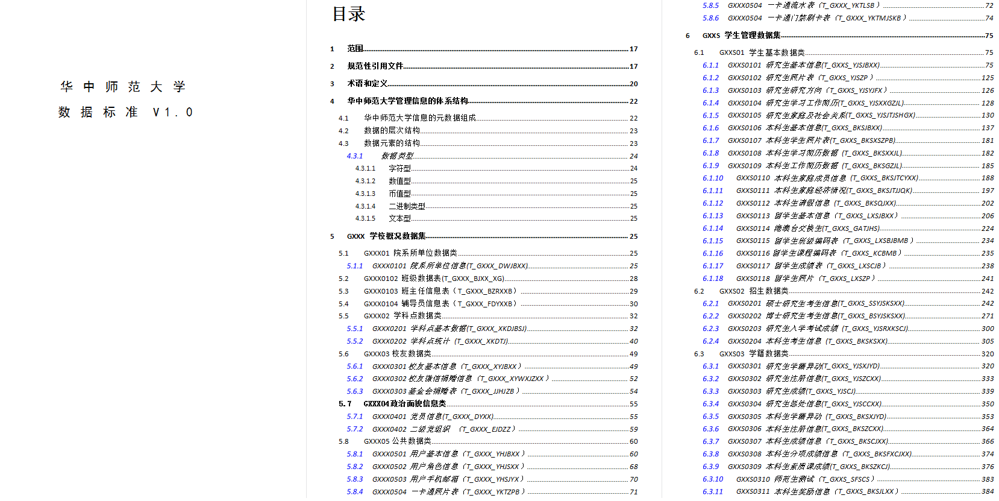 华中师范大学
数据标准 V1.0
目录
1 范围 17
2 规范性引用文件 17
3 术语和定义 20
4 华中师范大学管理信息的体系结构 22
4.1 华中师范大学信息的元数据组成 22
4.2 数据的层次结构 23
4.3 数据元素的结构 23
4.3.1 数据类型 24
4.3.1.1 字符型 24
4.3.1.2 数值型 25
4.3.1.3 币值型 25
4.3.1.4 二进制类型 25
4.3.1.5 文本型 25
5 GXXX 学校概况数据集 25
5.1 GXXX01 院系所单位数据类 25
5.1.1 GXXX0101 院系所单位信息(T_GXXX_DWJBXX) 25
5.2 GXXX0102 班级数据表(T_GXXX_BJXX_XG) 28
5.3 GXXX0103 班主任信息表（T_GXXX_BZRXXB） 29
5.4 GXXX0104 辅导员信息表（T_GXXX_FDYXXB） 30
5.5 GXXX02 学科点数据类 32
5.5.1 GXXX0201 学科点基本数据(T_GXXX_XKDJBSJ) 32
5.5.2 GXXX0202 学科点统计 (T_GXXX_XKDTJ) 40
5.6 GXXX03 校友数据类 49
5.6.1 GXXX0301 校友基本信息（T_GXXX_XYJBXX） 49
5.6.2 GXXX0302 校友微信捐赠信息（T_GXXX_XYWXJZXX） 52
5.6.3 GXXX0303 基金会捐赠表（T_GXXX_JJHJZB） 54
5.7 GXXX04 政治面貌信息类 55
5.7.1 GXXX0401 党员信息(T_GXXX_DYXX) 55
5.7.2 GXXX0402 二级党组织 （T_GXXX_EJDZZ） 59
5.8 GXXX05 公共数据类 60
5.8.1 GXXX0501 用户基本信息（T_GXXX_YHJBXX） 60
5.8.2 GXXX0502 用户角色信息（T_GXXX_YHJSXX） 68
5.8.3 GXXX0503 用户手机邮箱（T_GXXX_YHSJYX） 70
5.8.4 GXXX0504 一卡通照片表（T_GXXX_YKTZPB） 71
5.8.5 GXXX0504 一卡通流水表（T_GXXX_YKTLSB） 72
5.8.6 GXXX0504 一卡通门禁刷卡表（T_GXXX_YKTMJSKB） 74
6 GXXS 学生管理数据集 75
6.1 GXXS01 学生基本数据类 75
6.1.1 GXXS0101 研究生基本信息(T_GXXS_YJSJBXX) 75
6.1.2 GXXS0102 研究生照片表（T_GXXS_YJSZP） 125
6.1.3 GXXS0103 研究生研究方向（T_GXXS_YJSYJFX） 126
6.1.4 GXXS0104 研究生学习工作简历(T_GXXS_YJSXXGZJL) 128
6.1.5 GXXS0105 研究生家庭及社会关系(T_GXXS_YJSJTJSHGX) 130
6.1.6 GXXS0106 本科生基本信息(T_GXXS_BKSJBXX) 137
6.1.7 GXXS0107 本科生学生照片表(T_GXXS_BKSXSZPB) 181
6.1.8 GXXS0108 本科生学习简历数据 (T_GXXS_BKSXXJL) 182
6.1.9 GXXS0109 本科生工作简历数据 (T_GXXS_BKSGZJL) 185
6.1.10 GXXS0110 本科生家庭成员信息 (T_GXXS_BKSJTCYXX) 188
6.1.11 GXXS0111 本科生家庭经济情况(T_GXXS_BKSJTJJQK) 197
6.1.12 GXXS0112 本科生请假信息 (T_GXXS_BKSQJXX) 202
6.1.13 GXXS0113 留学生基本信息（T_GXXS_LXSJBXX） 206
6.1.14 GXXS0114 港澳台交换生(T_GXXS_GATJHS) 224
6.1.15 GXXS0115 留学生班级编码表（T_GXXS_LXSBJBMB） 234
6.1.16 GXXS0116 留学生课程编码表（T_GXXS_KCBMB） 235
6.1.17 GXXS0117 留学生成绩表（T_GXXS_LXSCJB） 238
6.1.18 GXXS0118 留学生照片（T_GXXS_LXSZP） 241
6.2 GXXS02 招生数据类 242
6.2.1 GXXS0201 硕士研究生考生信息(T_GXXS_SSYJSKSXX) 242
6.2.2 GXXS0202 博士研究生考生信息(T_GXXS_BSYJSKSXX) 271
6.2.3 GXXS0203 研究生入学考试成绩 (T_GXXS_YJSRXKSCJ) 300
6.2.4 GXXS0204 本科生考生信息 (T_GXXS_BKSKSXX) 305
6.3 GXXS03 学籍数据类 320
6.3.1 GXXS0301 研究生学籍异动(T_GXXS_YJSXJYD) 320
6.3.2 GXXS0302 研究生注册信息(T_GXXS_YJSZCXX) 333
6.3.3 GXXS0303 研究生成绩(T_GXXS_YJSCJ) 339
6.3.4 GXXS0304 研究生惩处信息(T_GXXS_YJSCCXX) 350
6.3.5 GXXS0305 本科生学籍异动 (T_GXXS_BKSXJYD) 353
6.3.6 GXXS0306 本科生注册信息(T_GXXS_BKSZCXX) 364
6.3.7 GXXS0307 本科生成绩信息（T_GXXS_BKSCJXX) 366
6.3.8 GXXS0308 本科生分项成绩信息（T_GXXS_BKSFXCJXX) 374
6.3.9 GXXS0309 本科生素质课成绩(T_GXXS_BKSZKCJ) 376
6.3.10 GXXS0310 师范生测试（T_GXXS_SFSCS） 383
6.3.11 GXXS0311 本科生奖励信息（T_GXXS_BKSJLXX） 384